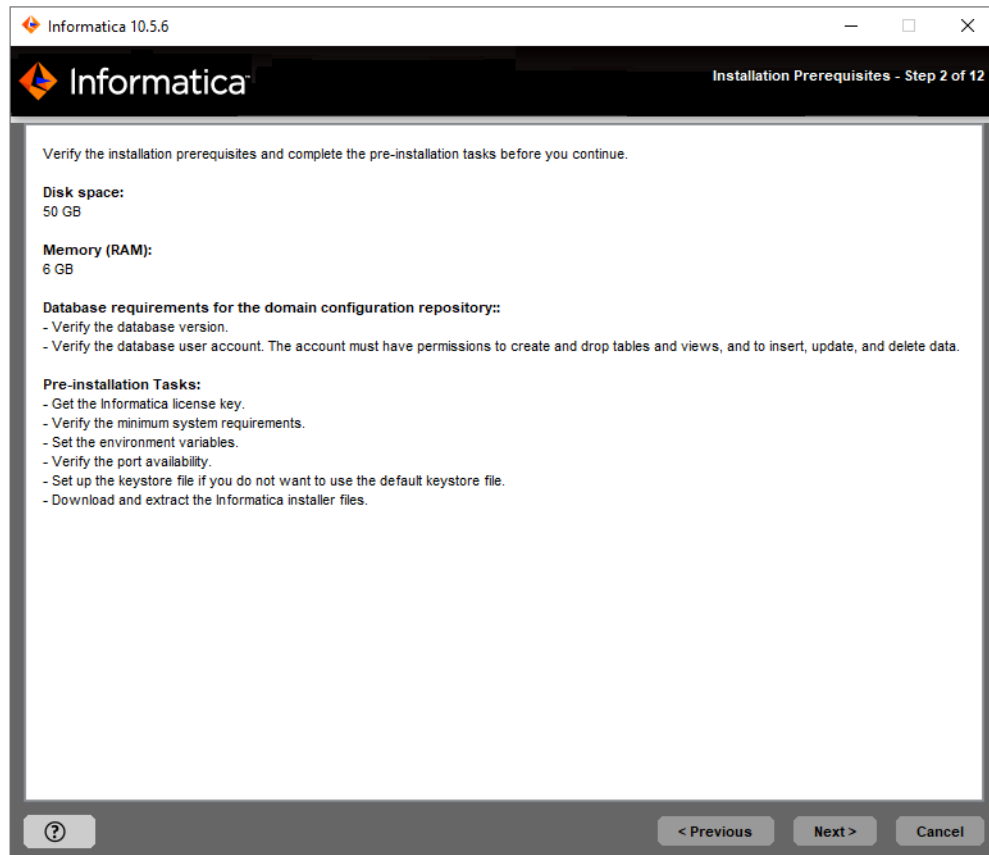 Informatica 10.5.6
Informatica
Installation Prerequisites - Step 2 of 12
Verify the installation prerequisites and complete the pre-installation tasks before you continue.
Disk space:
50 GB
Memory (RAM):
6 GB
Database requirements for the domain configuration repository::
- Verify the database version.
- Verify the database user account. The account must have permissions to create and drop tables and views, and to insert, update, and delete data.
Pre-installation Tasks:
- Get the Informatica license key.
- Verify the minimum system requirements.
- Set the environment variables.
- Verify the port availability.
- Set up the keystore file if you do not want to use the default keystore file.
- Download and extract the Informatica installer files.
? < Previous Next > Cancel